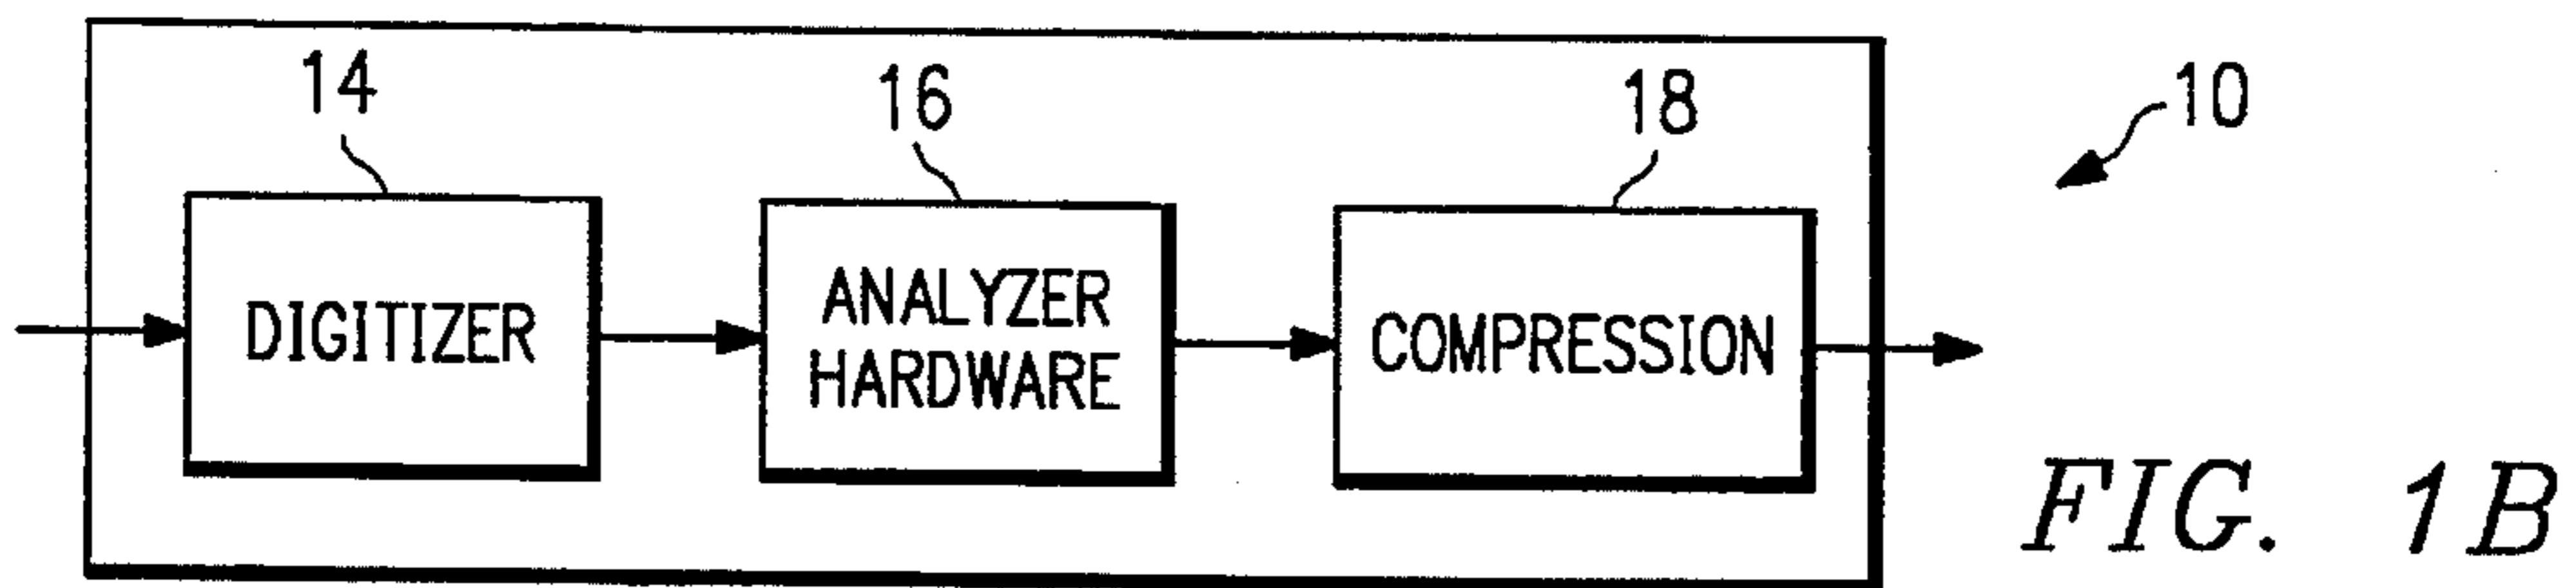 14
16
18
10
DIGITIZER
ANALYZER
HARDWARE
COMPRESSION
FIG. 1B